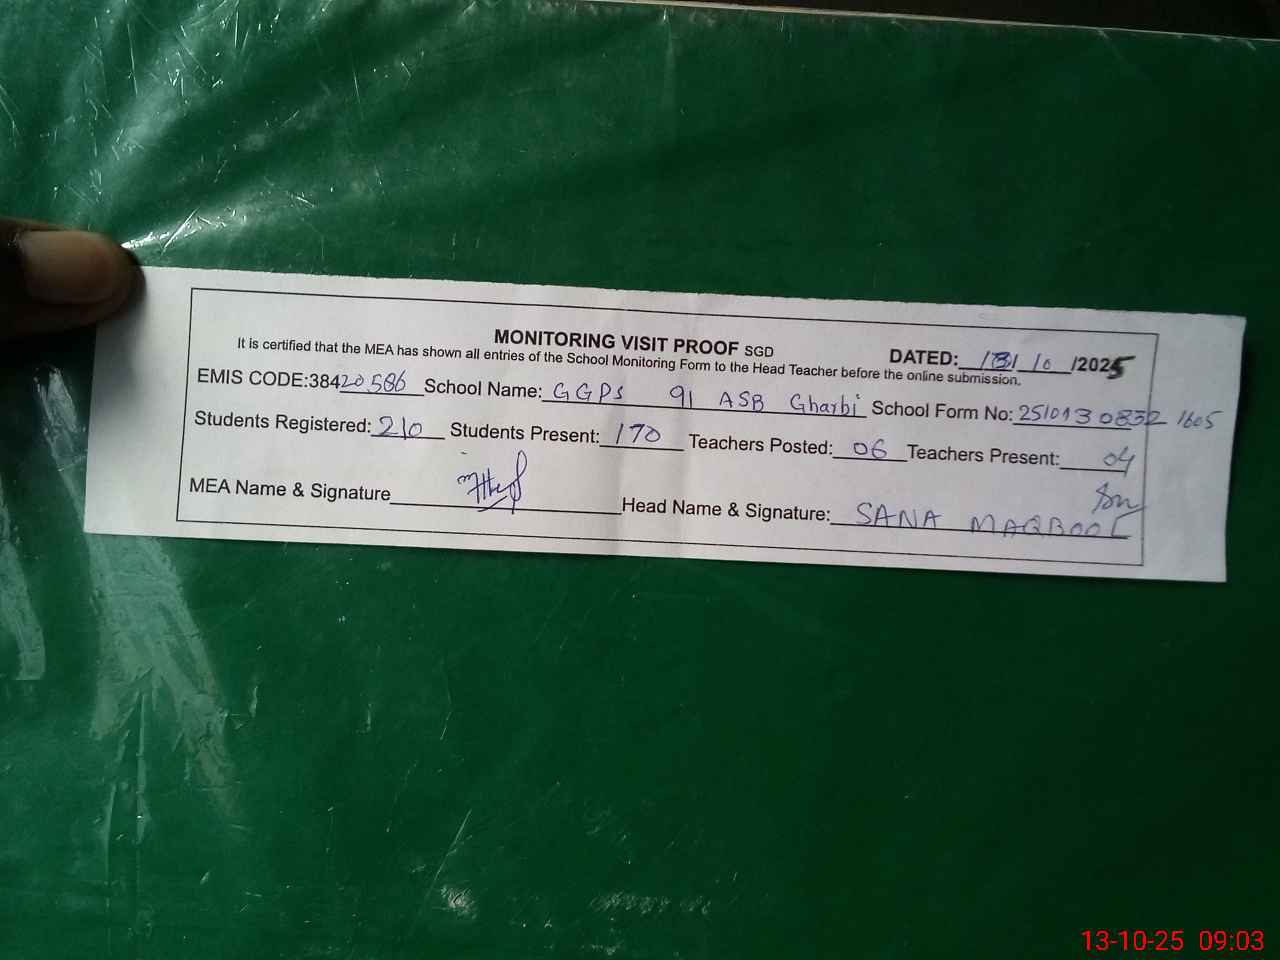 MONITORING VISIT PROOF SGD DATED: 13/10/2025
It is certified that the MEA has shown all entries of the School Monitoring Form to the Head Teacher before the online submission.
EMIS CODE:38420586 School Name: GGPS 91 ASB Gharbi School Form No: 2510130832 1605
Students Registered: 210 Students Present: 170 Teachers Posted: 06 Teachers Present: 04
MEA Name & Signature Head Name & Signature: SANA MAQBOOL
13-10-25 09:03